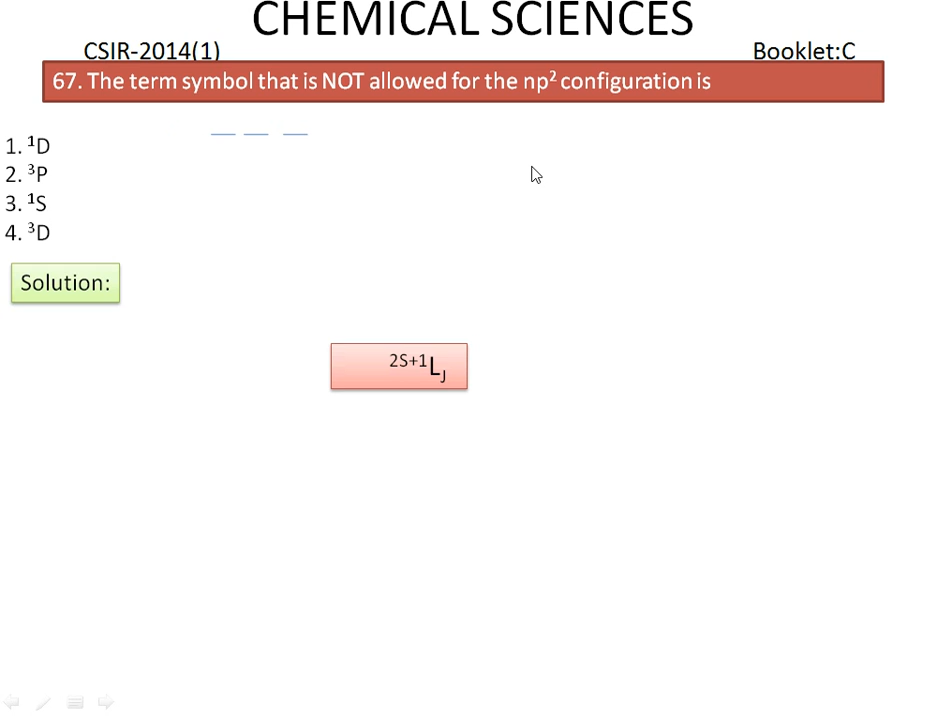 CHEMICAL SCIENCES
CSIR-2014(1) Booklet:C
67. The term symbol that is NOT allowed for the np² configuration is
1. ¹D
2. ³P
3. ¹S
4. ³D
Solution:
²ˢ⁺¹Lⱼ